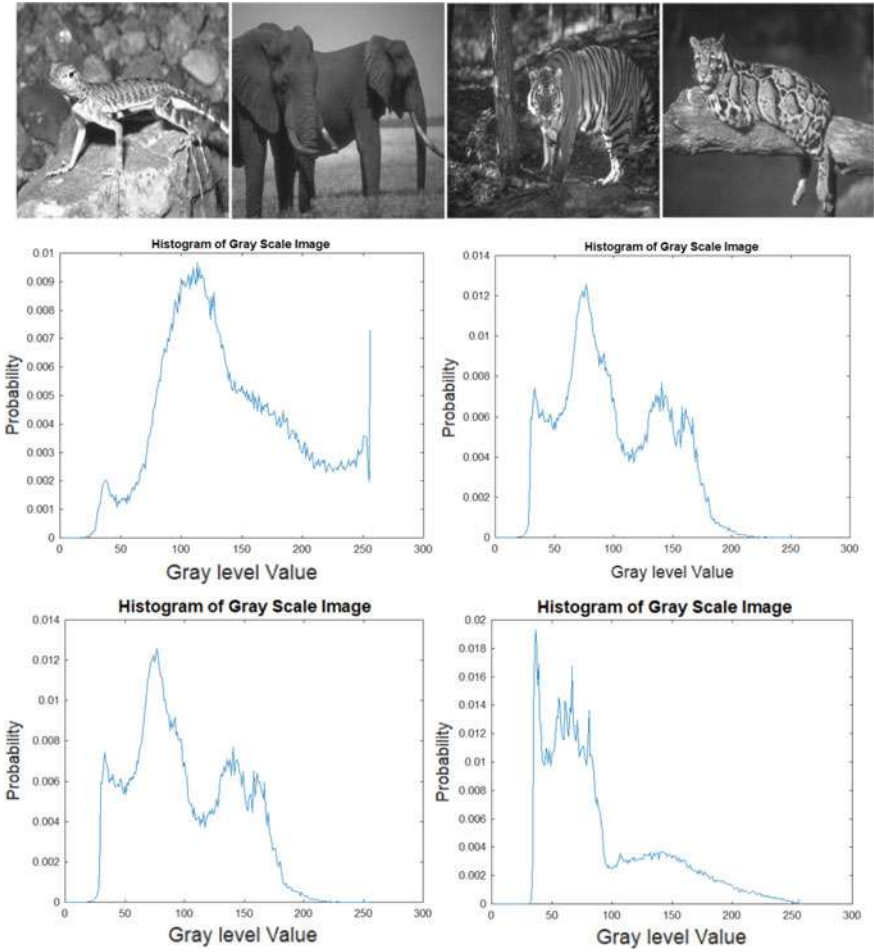 Histogram of Gray Scale Image
0.01
0.009
0.008
0.007
0.006
0.005
0.004
0.003
0.002
0.001
0
Probability
0 50 100 150 200 250 300
Gray level Value
Histogram of Gray Scale Image
0.014
0.012
0.01
0.008
0.006
0.004
0.002
0
Probability
0 50 100 150 200 250 300
Gray level Value
Histogram of Gray Scale Image
0.014
0.012
0.01
0.008
0.006
0.004
0.002
0
Probability
0 50 100 150 200 250 300
Gray level Value
Histogram of Gray Scale Image
0.02
0.018
0.016
0.014
0.012
0.01
0.008
0.006
0.004
0.002
0
Probability
0 50 100 150 200 250 300
Gray level Value